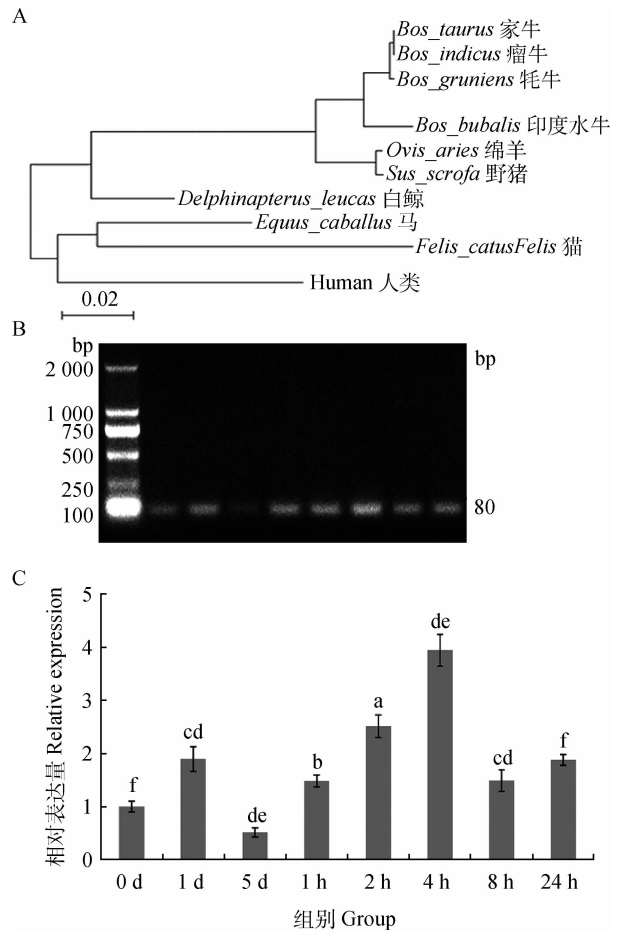 A
Bos_taurus 家牛
Bos_indicus 瘤牛
Bos_gruniens 牦牛
Bos_bubalis 印度水牛
Ovis_aries 绵羊
Sus_scrofa 野猪
Delphinapterus_leucas 白鲸
Equus_caballus 马
Felis_catusFelis 猫
Human 人类
0.02
B
bp
bp
2 000
1 000
750
500
250
100
80
C
相对表达量 Relative expression
5
4
3
2
1
0
f
cd
de
b
a
de
cd
f
0 d 1 d 5 d 1 h 2 h 4 h 8 h 24 h
组别 Group